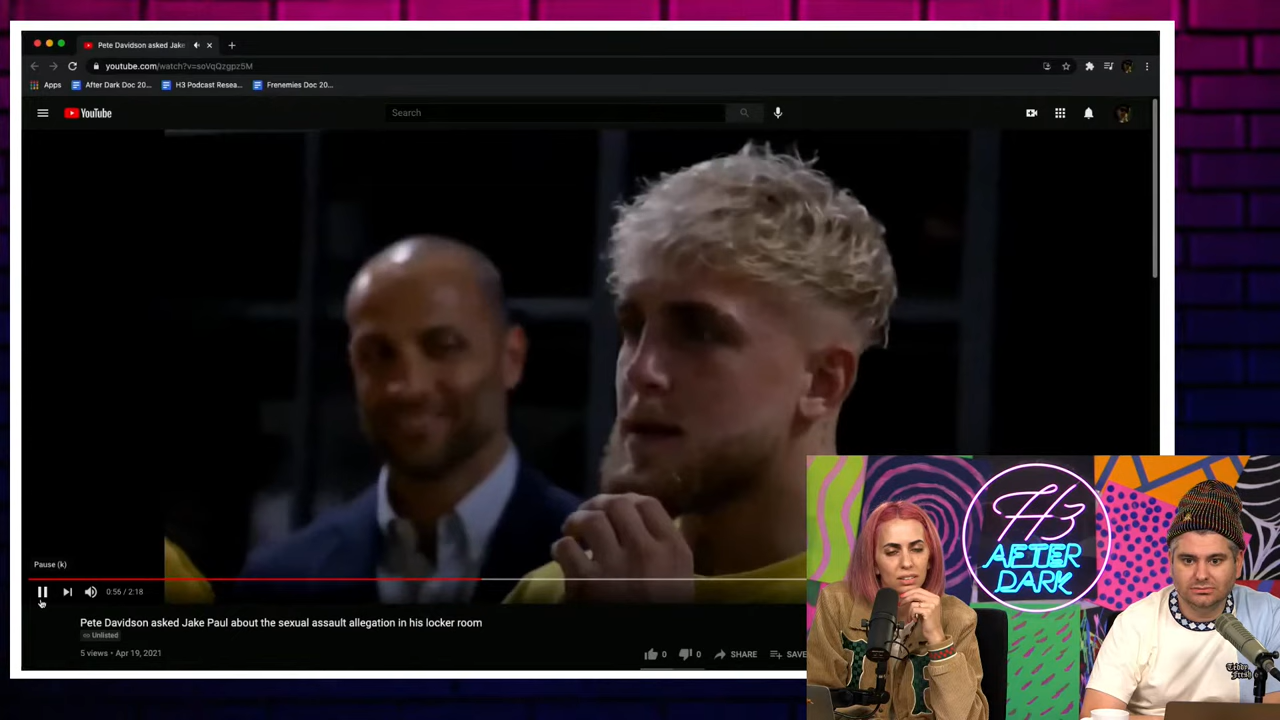 Pete Davidson asked Jake
youtube.com/watch?v=soVqQzgpz5M
Apps
After Dark Doc 20...
H3 Podcast Resea...
Frenemies Doc 20...
YouTube
Search
Pause (k)
0:56 / 2:18
Pete Davidson asked Jake Paul about the sexual assault allegation in his locker room
Unlisted
5 views • Apr 19, 2021
0
0
SHARE
SAVE
H3
AFTER
DARK
Teddy
Fresh